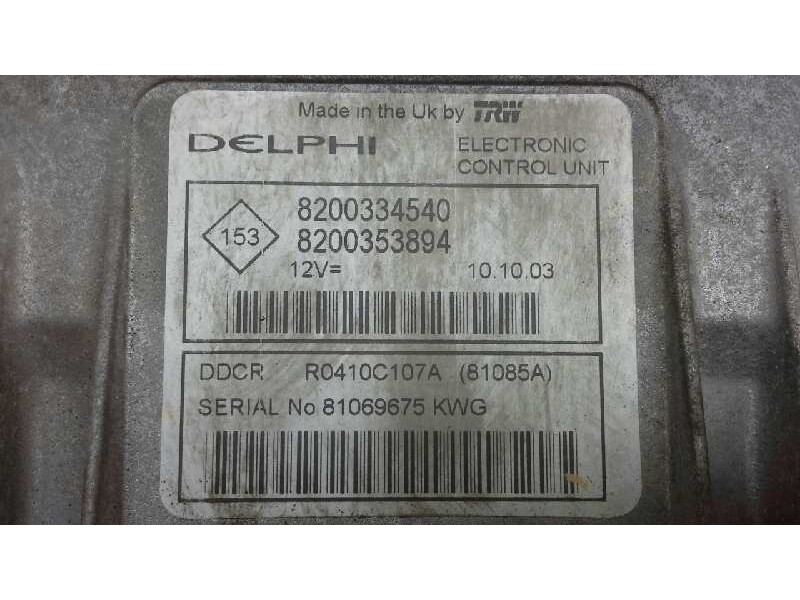 Made in the Uk by TRW
DELPHI
ELECTRONIC
CONTROL UNIT
153
8200334540
8200353894
12V=
10.10.03
DDCR R0410C107A (81085A)
SERIAL No 81069675 KWG